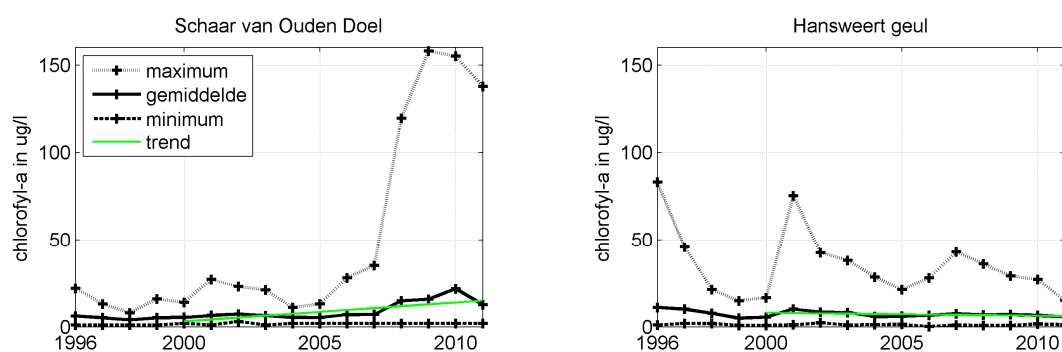 Schaar van Ouden Doel
chlorofyl-a in ug/l
150
100
50
0
maximum
gemiddelde
minimum
trend
1996 2000 2005 2010
Hansweert geul
chlorofyl-a in ug/l
150
100
50
0
1996 2000 2005 2010